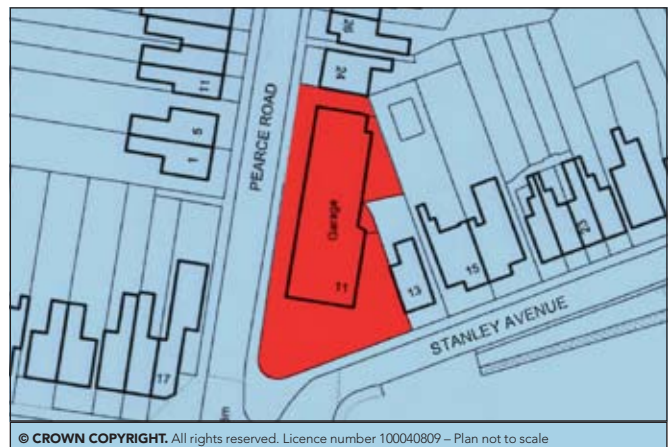 26
24
11
5
1
PEARCE ROAD
Garage
11
13
15
23
17
STANLEY AVENUE
© CROWN COPYRIGHT. All rights reserved. Licence number 100040809 – Plan not to scale